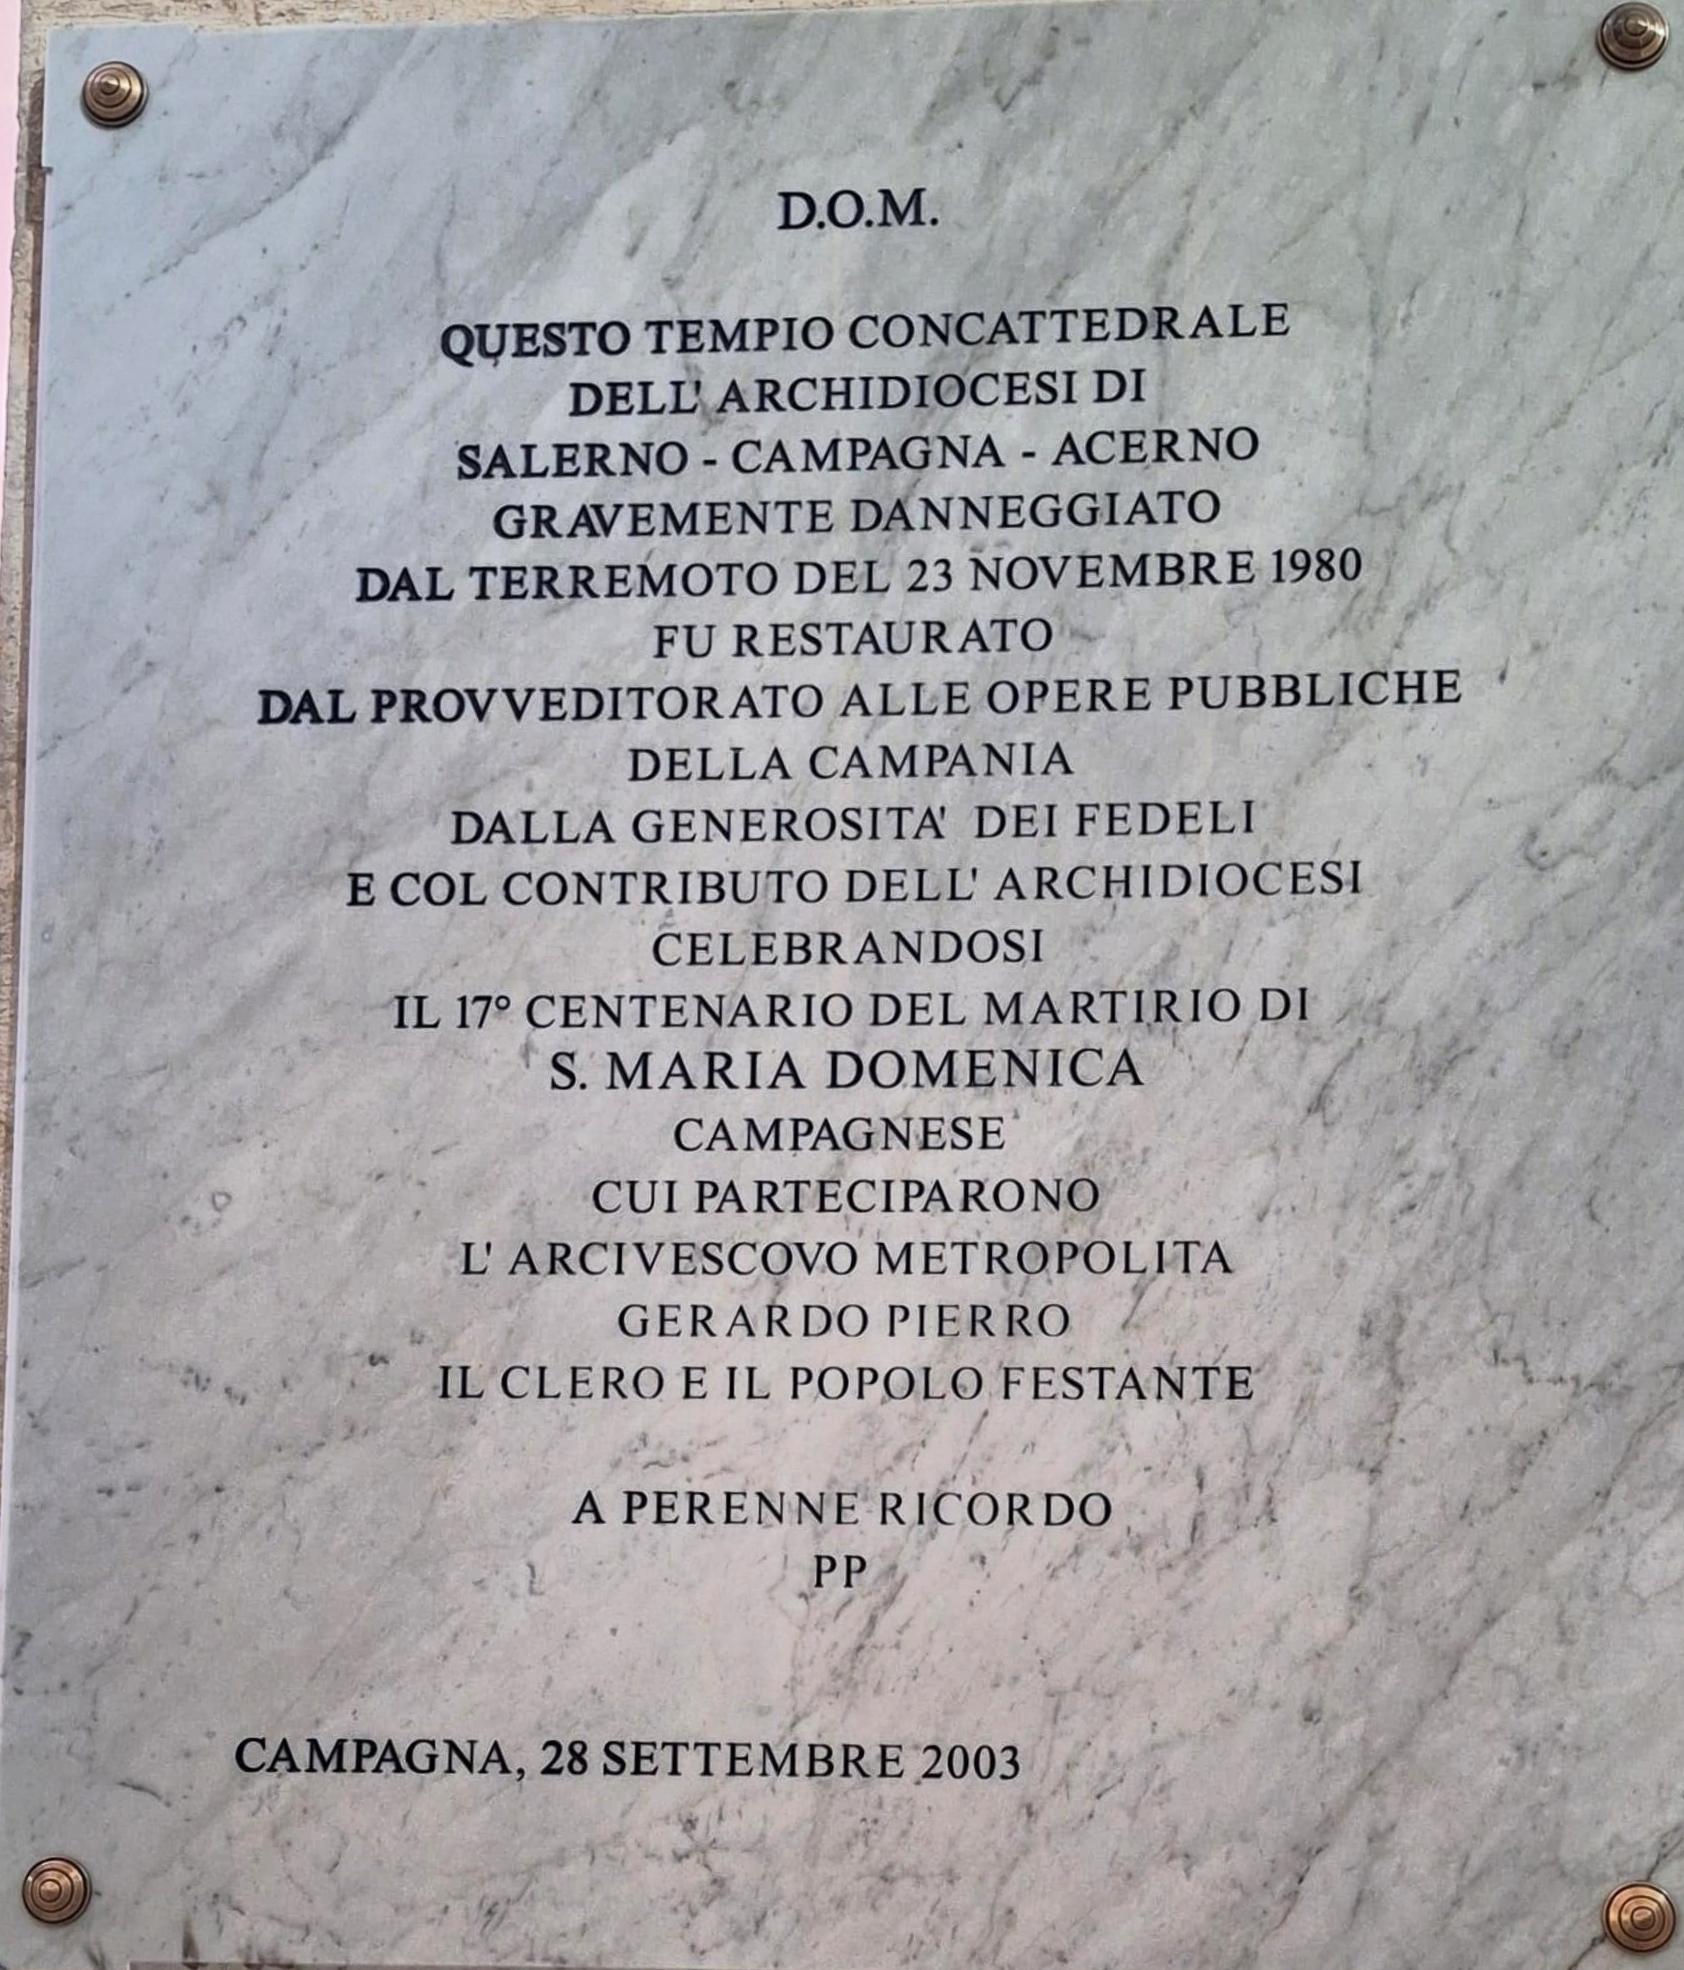 D.O.M.
QUESTO TEMPIO CONCATTEDRALE
DELL' ARCHIDIOCESI DI
SALERNO - CAMPAGNA - ACERNO
GRAVEMENTE DANNEGGIATO
DAL TERREMOTO DEL 23 NOVEMBRE 1980
FU RESTAURATO
DAL PROVVEDITORATO ALLE OPERE PUBBLICHE
DELLA CAMPANIA
DALLA GENEROSITA' DEI FEDELI
E COL CONTRIBUTO DELL' ARCHIDIOCESI
CELEBRANDOSI
IL 17° CENTENARIO DEL MARTIRIO DI
S. MARIA DOMENICA
CAMPAGNESE
CUI PARTECIPARONO
L' ARCIVESCOVO METROPOLITA
GERARDO PIERRO
IL CLERO E IL POPOLO FESTANTE
A PERENNE RICORDO
PP
CAMPAGNA, 28 SETTEMBRE 2003